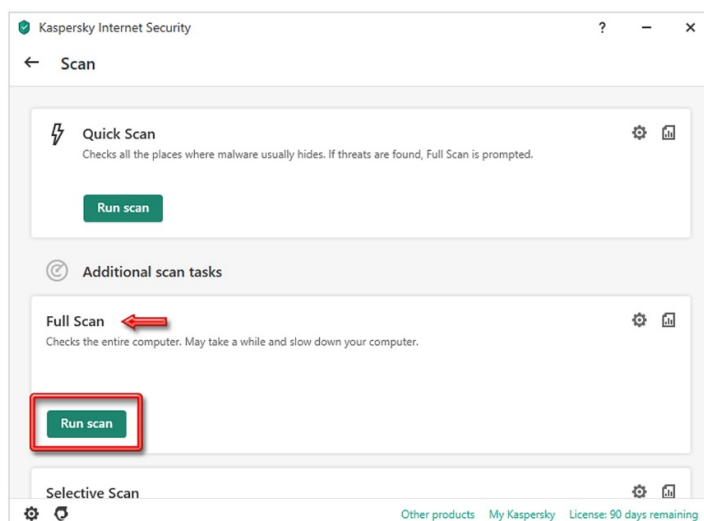 Kaspersky Internet Security
Scan
Quick Scan
Checks all the places where malware usually hides. If threats are found, Full Scan is prompted.
Run scan
Additional scan tasks
Full Scan
Checks the entire computer. May take a while and slow down your computer.
Run scan
Selective Scan
Other products My Kaspersky License: 90 days remaining